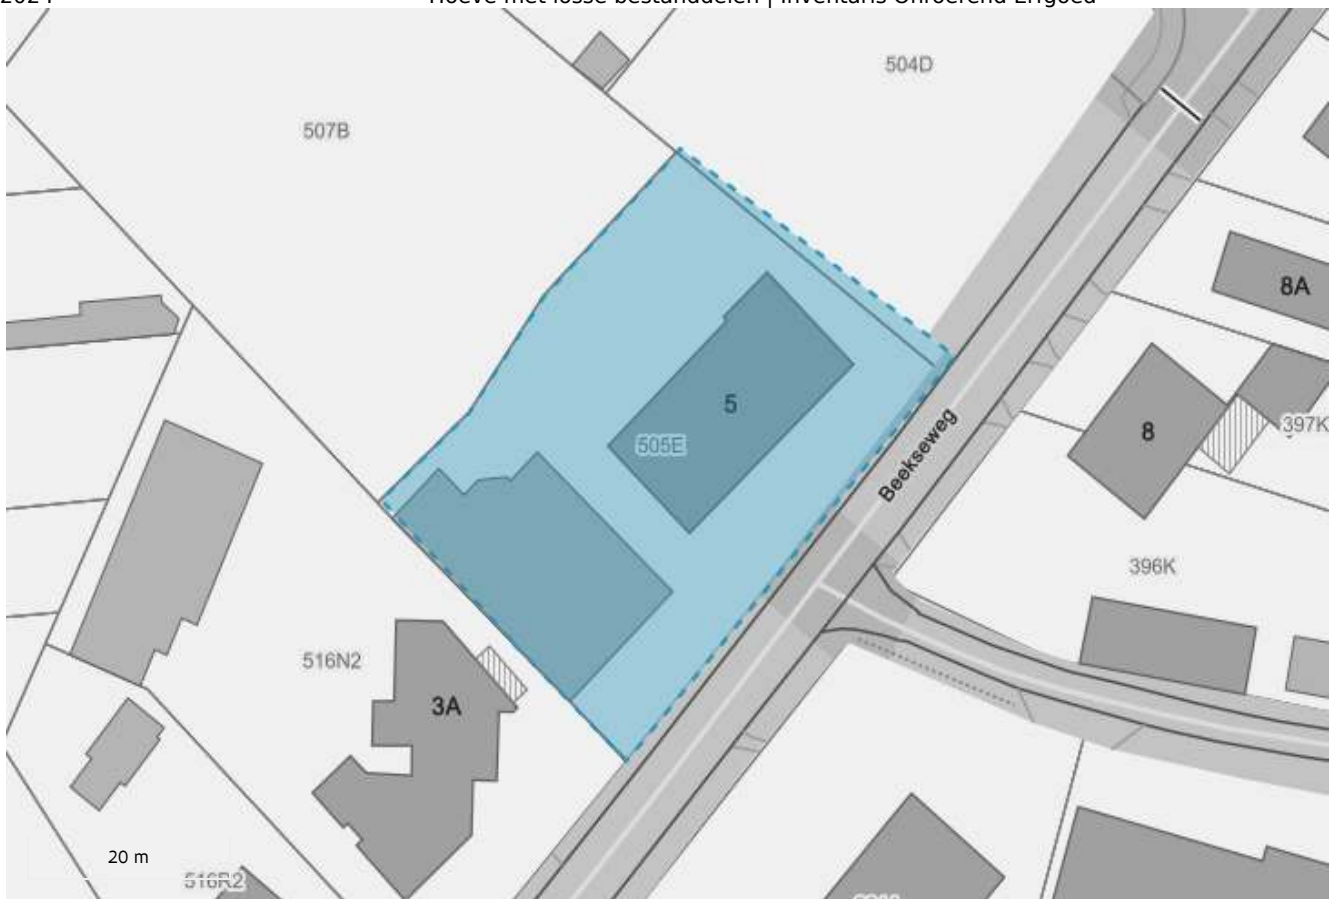 2024
Hoeve met losse bestanddelen | Inventaris Onroerend Erfgoed
504D
507B
8A
5
8
397K
505E
Beekseweg
396K
516N2
3A
20 m
516R2